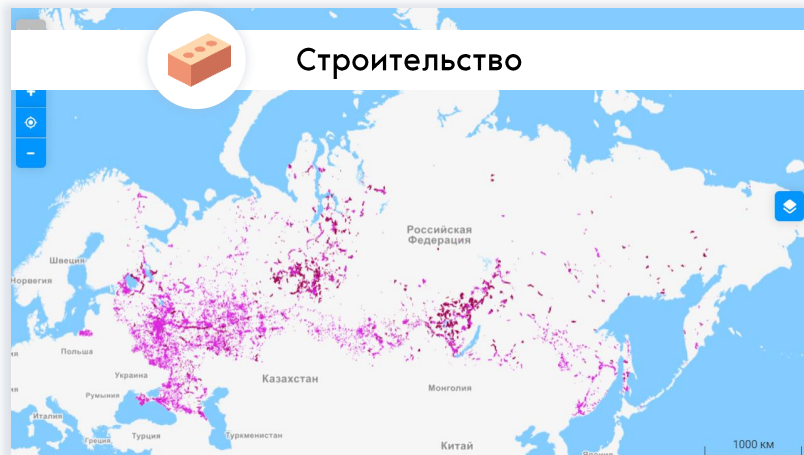 Строительство
Российская
Федерация
Швеция
Норвегия
Польша
Украина
Румыния
Италия
Греция
Турция
Казахстан
Туркменистан
Монголия
Китай
1000 км